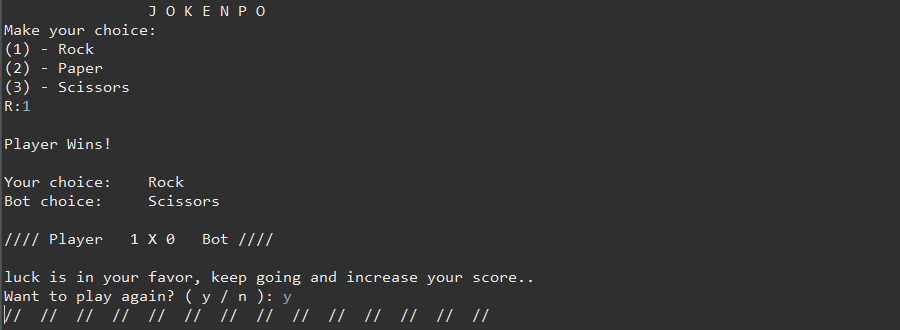 J O K E N P O
Make your choice:
(1) - Rock
(2) - Paper
(3) - Scissors
R:1
Player Wins!
Your choice:    Rock
Bot choice:     Scissors
//// Player   1 X 0   Bot ////
luck is in your favor, keep going and increase your score..
Want to play again? ( y / n ): y
//  //  //  //  //  //  //  //  //  //  //  //  //  //